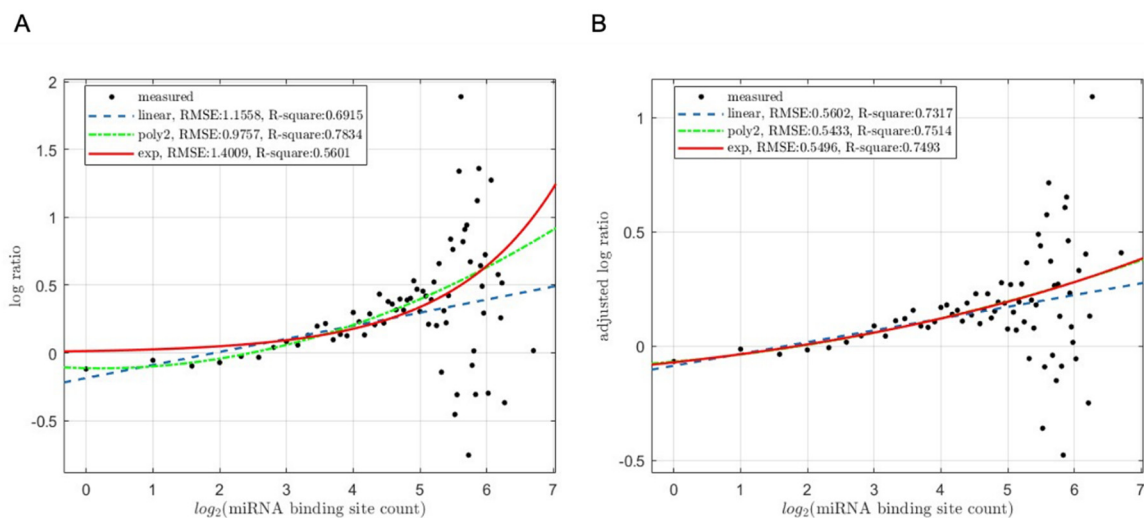 A
B
2
1.5
1
0.5
0
-0.5
log ratio
measured
linear, RMSE:1.1558, R-square:0.6915
poly2, RMSE:0.9757, R-square:0.7834
exp, RMSE:1.4009, R-square:0.5601
0 1 2 3 4 5 6 7
log₂(miRNA binding site count)
1
0.5
0
-0.5
adjusted log ratio
measured
linear, RMSE:0.5602, R-square:0.7317
poly2, RMSE:0.5433, R-square:0.7514
exp, RMSE:0.5496, R-square:0.7493
0 1 2 3 4 5 6 7
log₂(miRNA binding site count)